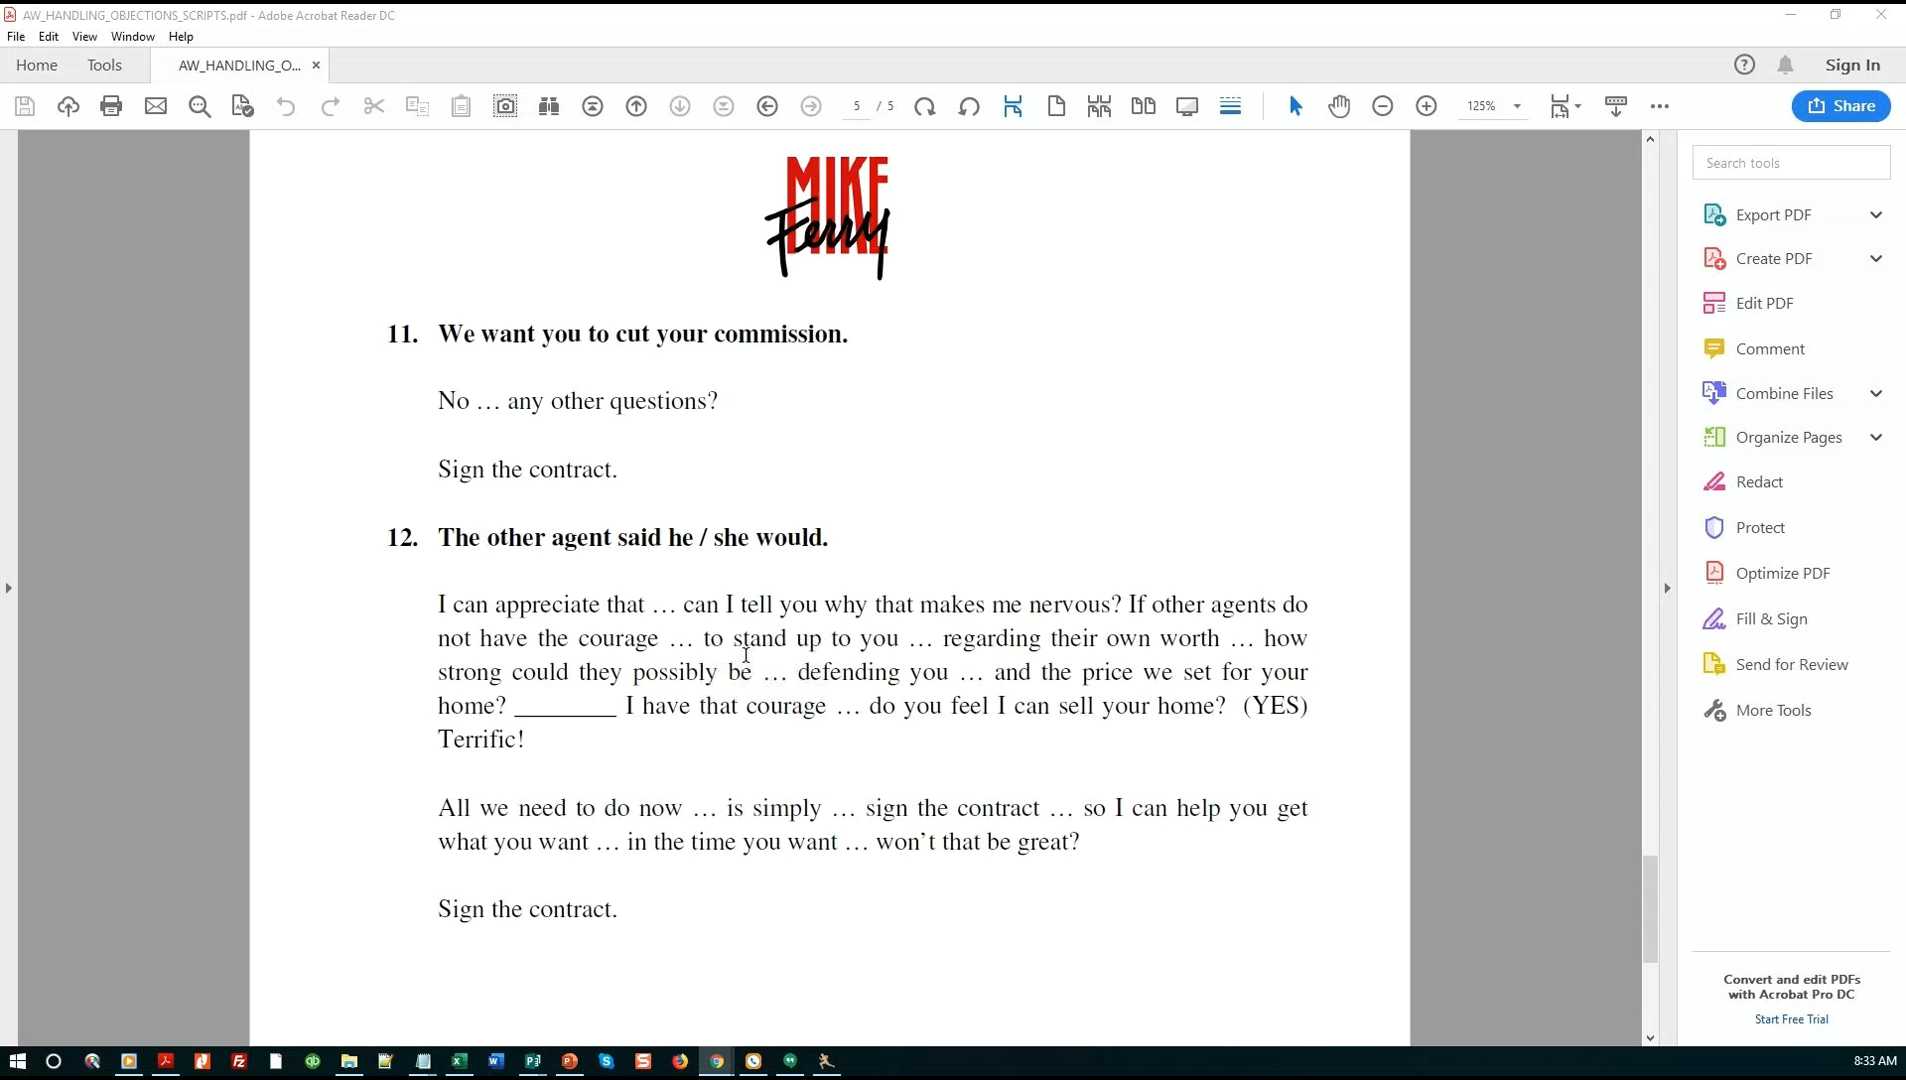 AW_HANDLING_OBJECTIONS_SCRIPTS.pdf - Adobe Acrobat Reader DC
File Edit View Window Help
Home Tools AW_HANDLING_O... × Sign In
5 / 5 125% Share
Search tools
MIKE
Ferry
Export PDF
Create PDF
Edit PDF
Comment
Combine Files
Organize Pages
Redact
Protect
Optimize PDF
Fill & Sign
Send for Review
More Tools
11. We want you to cut your commission.
No … any other questions?
Sign the contract.
12. The other agent said he / she would.
I can appreciate that … can I tell you why that makes me nervous? If other agents do
not have the courage … to stand up to you … regarding their own worth … how
strong could they possibly be … defending you … and the price we set for your
home? ________ I have that courage … do you feel I can sell your home? (YES)
Terrific!
All we need to do now … is simply … sign the contract … so I can help you get
what you want … in the time you want … won’t that be great?
Sign the contract.
Convert and edit PDFs
with Acrobat Pro DC
Start Free Trial
8:33 AM